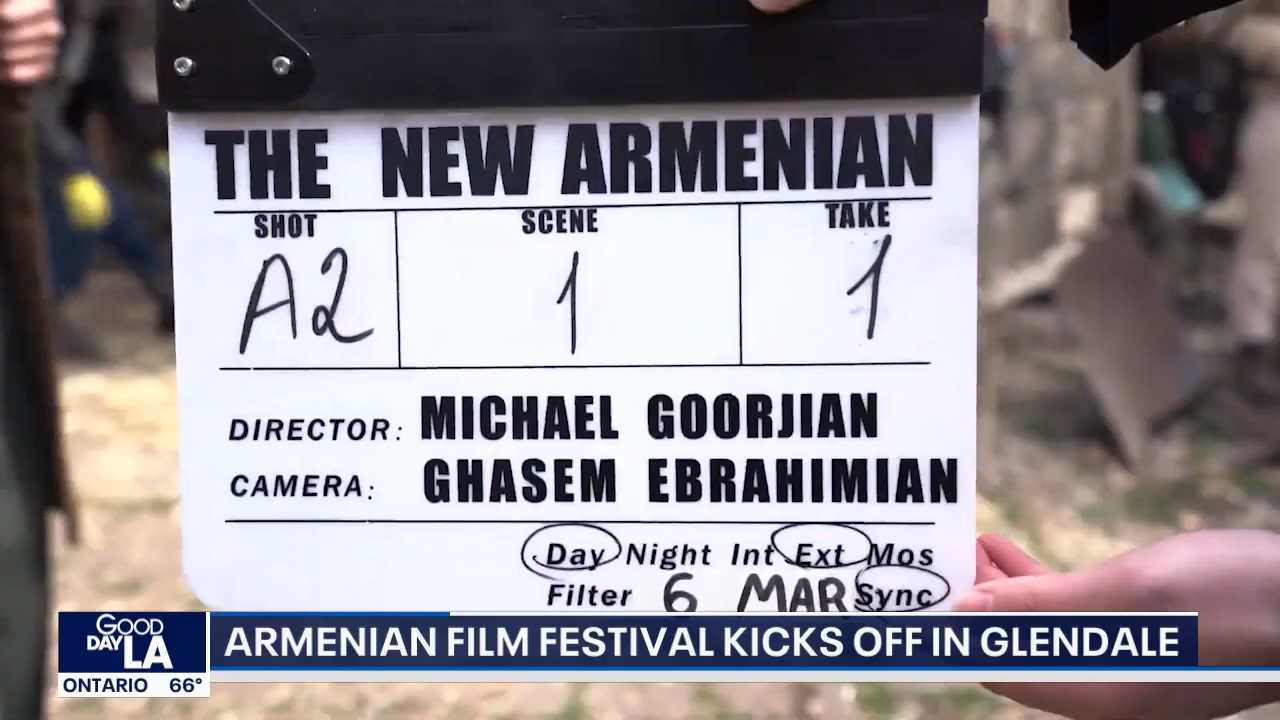 THE NEW ARMENIAN
SHOT SCENE TAKE
A2 1 1
DIRECTOR: MICHAEL GOORJIAN
CAMERA: GHASEM EBRAHIMIAN
Day Night Int Ext Mos
Filter 6 MAR Sync
GOOD DAY LA
ARMENIAN FILM FESTIVAL KICKS OFF IN GLENDALE
ONTARIO 66°